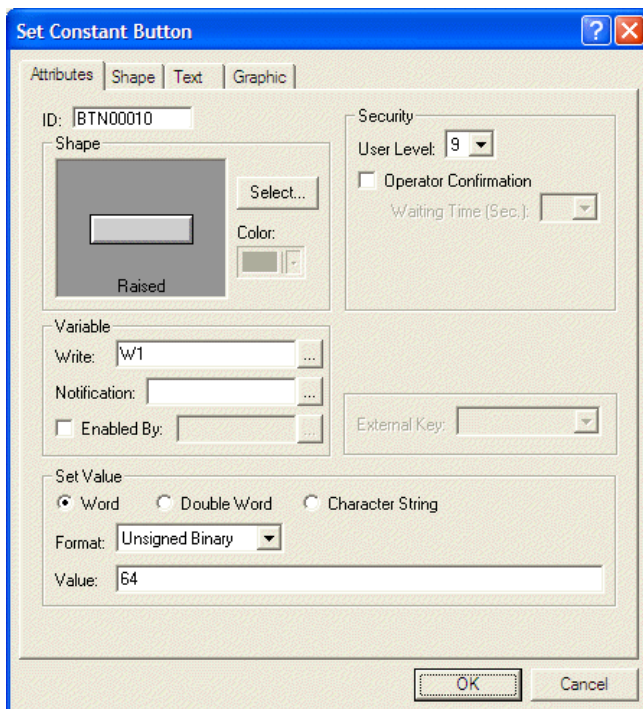 Set Constant Button
Attributes Shape Text Graphic
ID: BTN00010
Shape
Select...
Color:
Raised
Security
User Level: 9
Operator Confirmation
Waiting Time (Sec.):
Variable
Write: W1 ...
Notification: ...
Enabled By: ...
External Key:
Set Value
Word Double Word Character String
Format: Unsigned Binary
Value: 64
OK Cancel